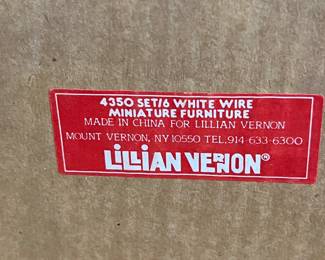 4350 SET/6 WHITE WIRE
MINIATURE FURNITURE
MADE IN CHINA FOR LILLIAN VERNON
MOUNT VERNON, NY 10550 TEL. 914-633-6300
LILLIAN VERNON®